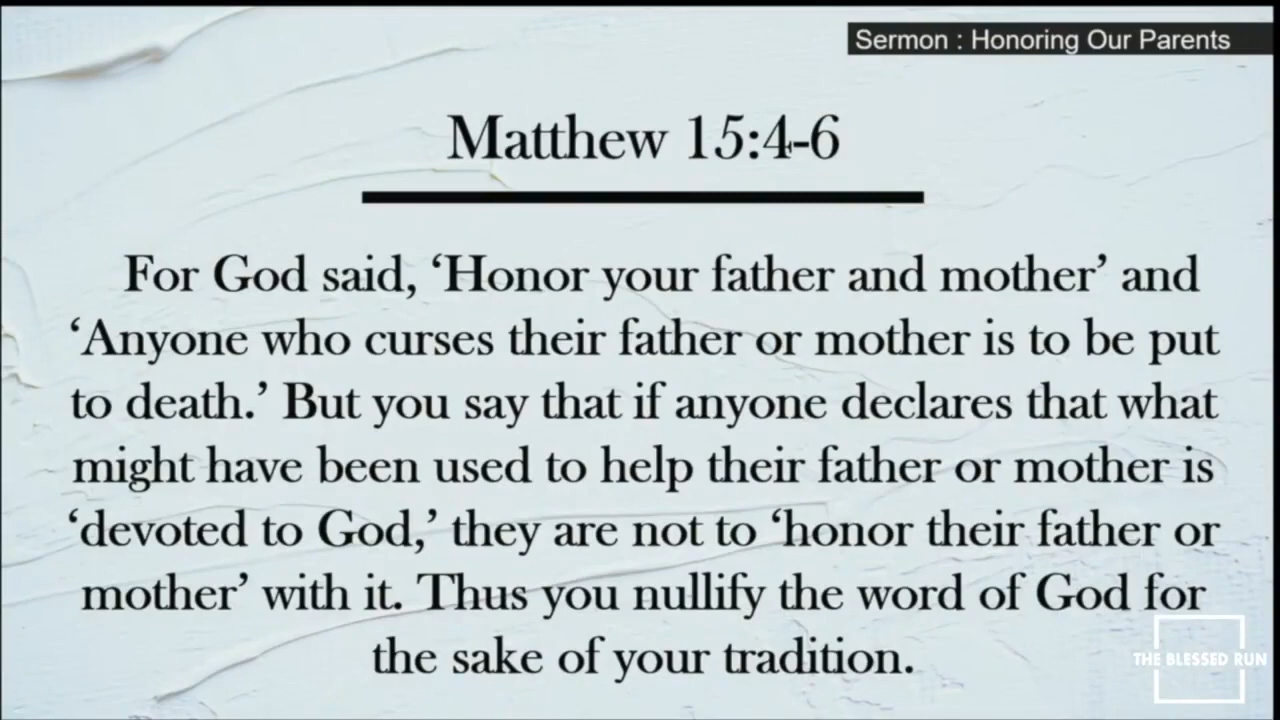 Sermon : Honoring Our Parents
Matthew 15:4-6
For God said, ‘Honor your father and mother’ and
‘Anyone who curses their father or mother is to be put
to death.’ But you say that if anyone declares that what
might have been used to help their father or mother is
‘devoted to God,’ they are not to ‘honor their father or
mother’ with it. Thus you nullify the word of God for
the sake of your tradition.
THE BLESSED RUN